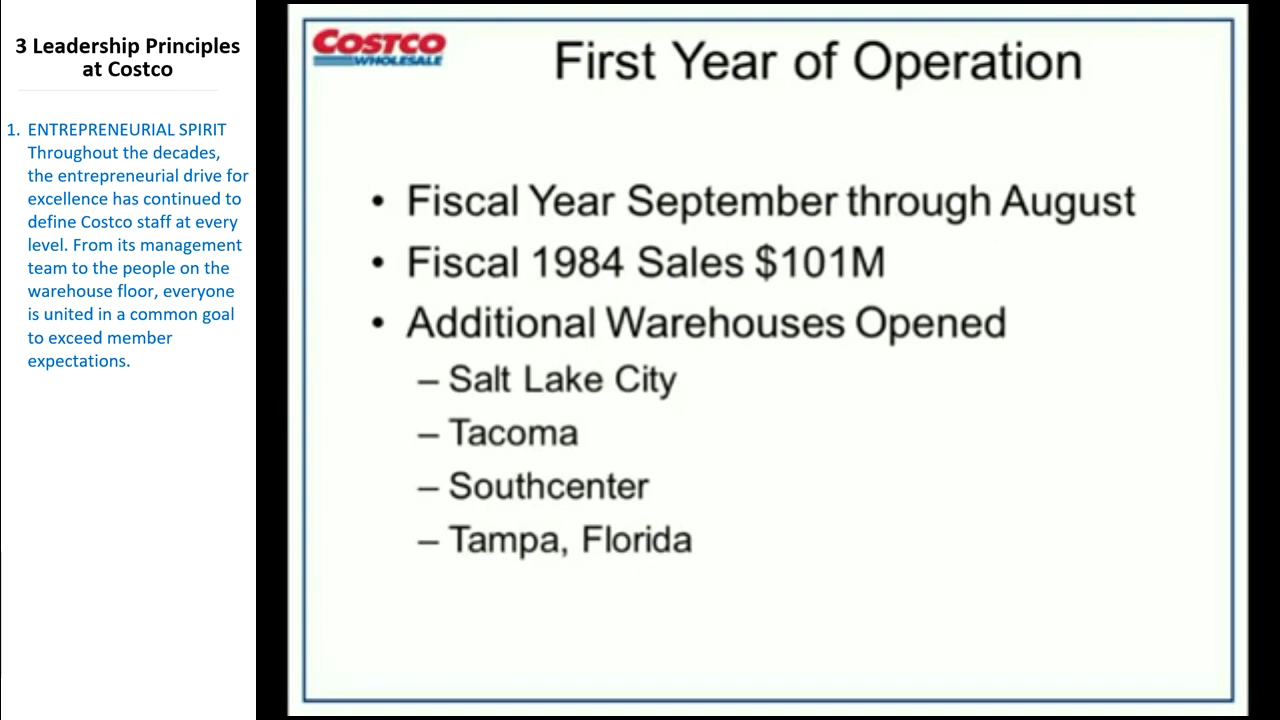 3 Leadership Principles
at Costco
1. ENTREPRENEURIAL SPIRIT
Throughout the decades,
the entrepreneurial drive for
excellence has continued to
define Costco staff at every
level. From its management
team to the people on the
warehouse floor, everyone
is united in a common goal
to exceed member
expectations.
COSTCO
WHOLESALE
First Year of Operation
• Fiscal Year September through August
• Fiscal 1984 Sales $101M
• Additional Warehouses Opened
– Salt Lake City
– Tacoma
– Southcenter
– Tampa, Florida